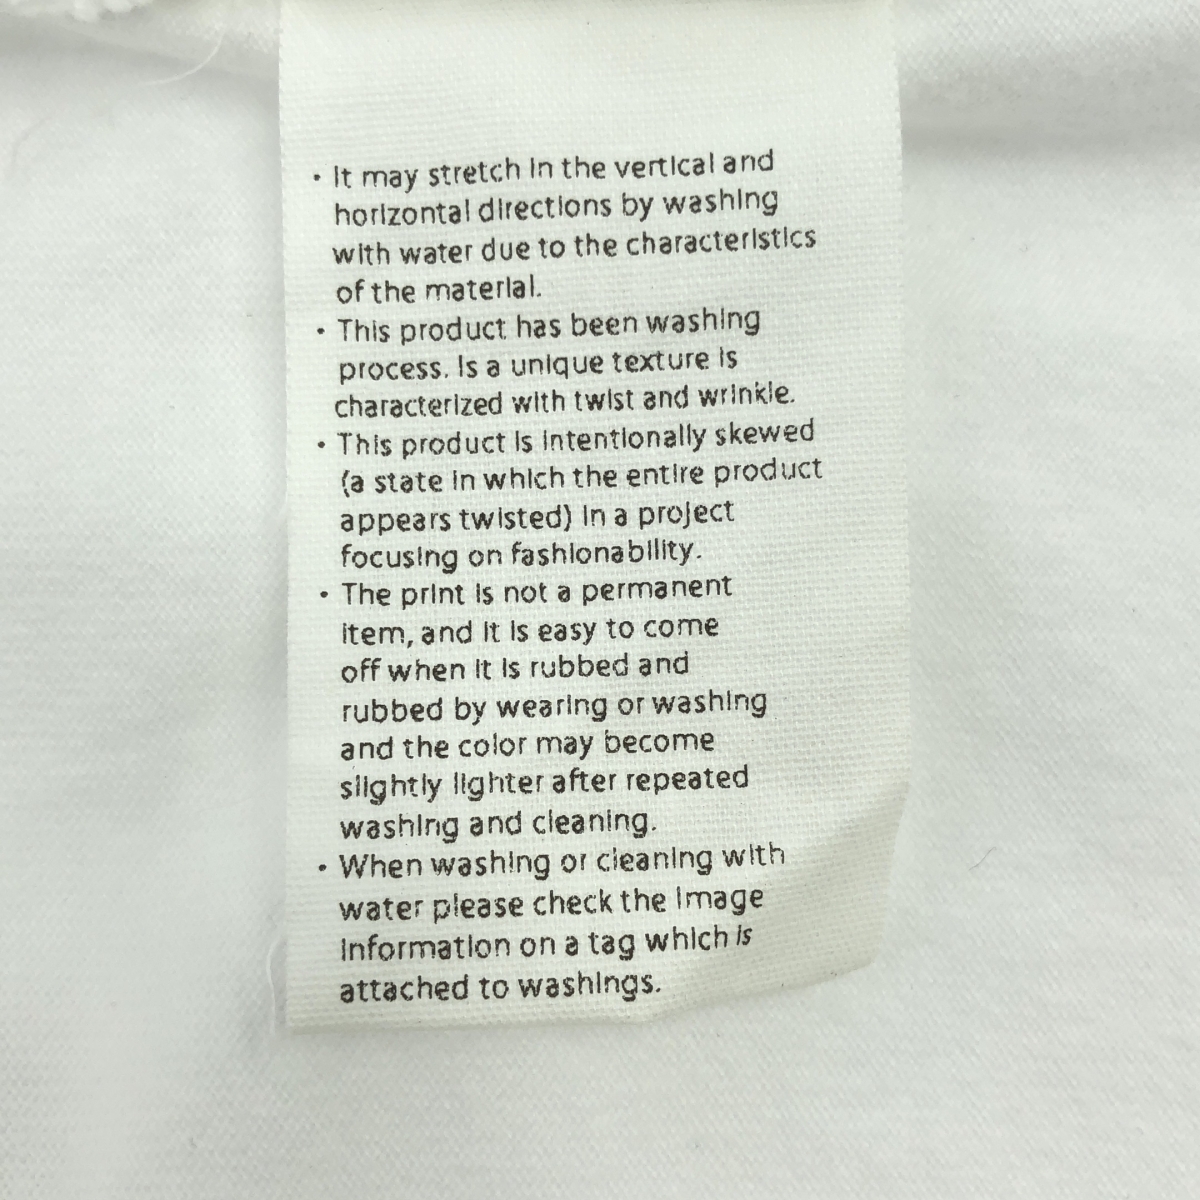 • It may stretch in the vertical and
horizontal directions by washing
with water due to the characteristics
of the material.
• This product has been washing
process. Is a unique texture is
characterized with twist and wrinkle.
• This product is intentionally skewed
(a state in which the entire product
appears twisted) in a project
focusing on fashionability.
• The print is not a permanent
item, and it is easy to come
off when it is rubbed and
rubbed by wearing or washing
and the color may become
slightly lighter after repeated
washing and cleaning.
• When washing or cleaning with
water please check the image
information on a tag which is
attached to washings.